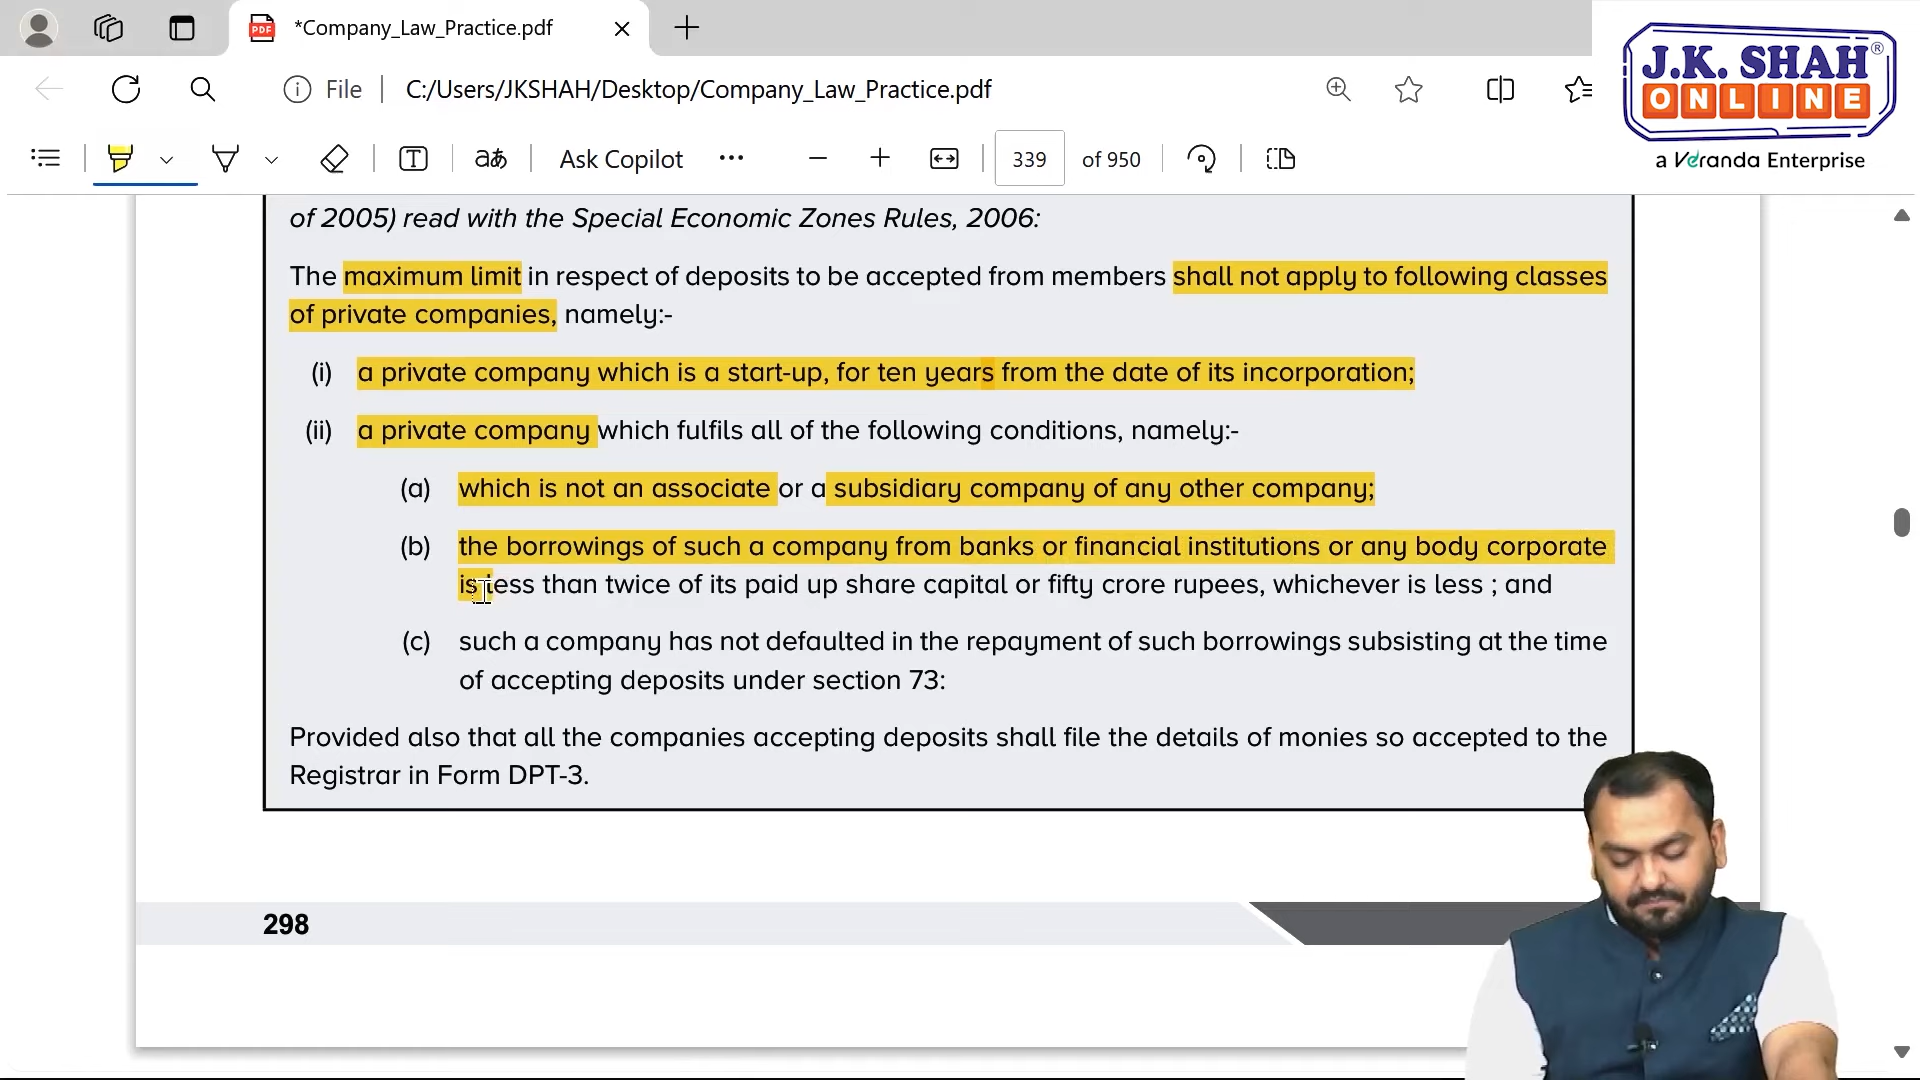 *Company_Law_Practice.pdf
File
C:/Users/JKSHAH/Desktop/Company_Law_Practice.pdf
J.K. SHAH®
ONLINE
a Veranda Enterprise
PDF
aあ
Ask Copilot
339 of 950
of 2005) read with the Special Economic Zones Rules, 2006:
The maximum limit in respect of deposits to be accepted from members shall not apply to following classes
of private companies, namely:-
(i) a private company which is a start-up, for ten years from the date of its incorporation;
(ii) a private company which fulfils all of the following conditions, namely:-
(a) which is not an associate or a subsidiary company of any other company;
(b) the borrowings of such a company from banks or financial institutions or any body corporate
is less than twice of its paid up share capital or fifty crore rupees, whichever is less ; and
(c) such a company has not defaulted in the repayment of such borrowings subsisting at the time
of accepting deposits under section 73:
Provided also that all the companies accepting deposits shall file the details of monies so accepted to the
Registrar in Form DPT-3.
298